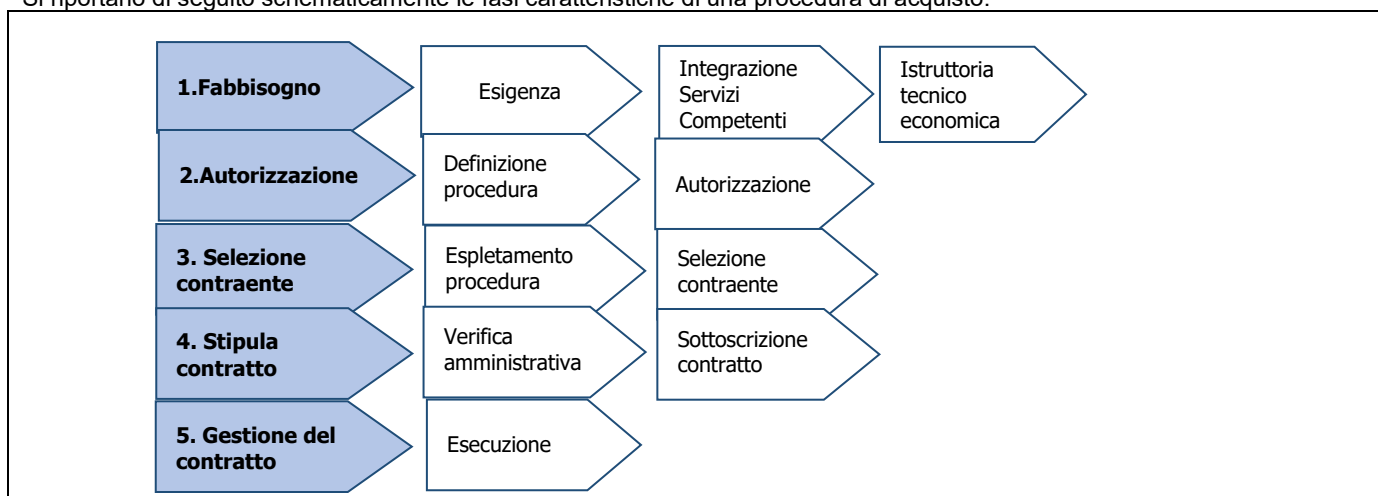 Si riportano di seguito schematicamente le fasi caratteristiche di una procedura di acquisto:
1.Fabbisogno
Esigenza
Integrazione
Servizi
Competenti
Istruttoria
tecnico
economica
2.Autorizzazione
Definizione
procedura
Autorizzazione
3. Selezione
contraente
Espletamento
procedura
Selezione
contraente
4. Stipula
contratto
Verifica
amministrativa
Sottoscrizione
contratto
5. Gestione del
contratto
Esecuzione